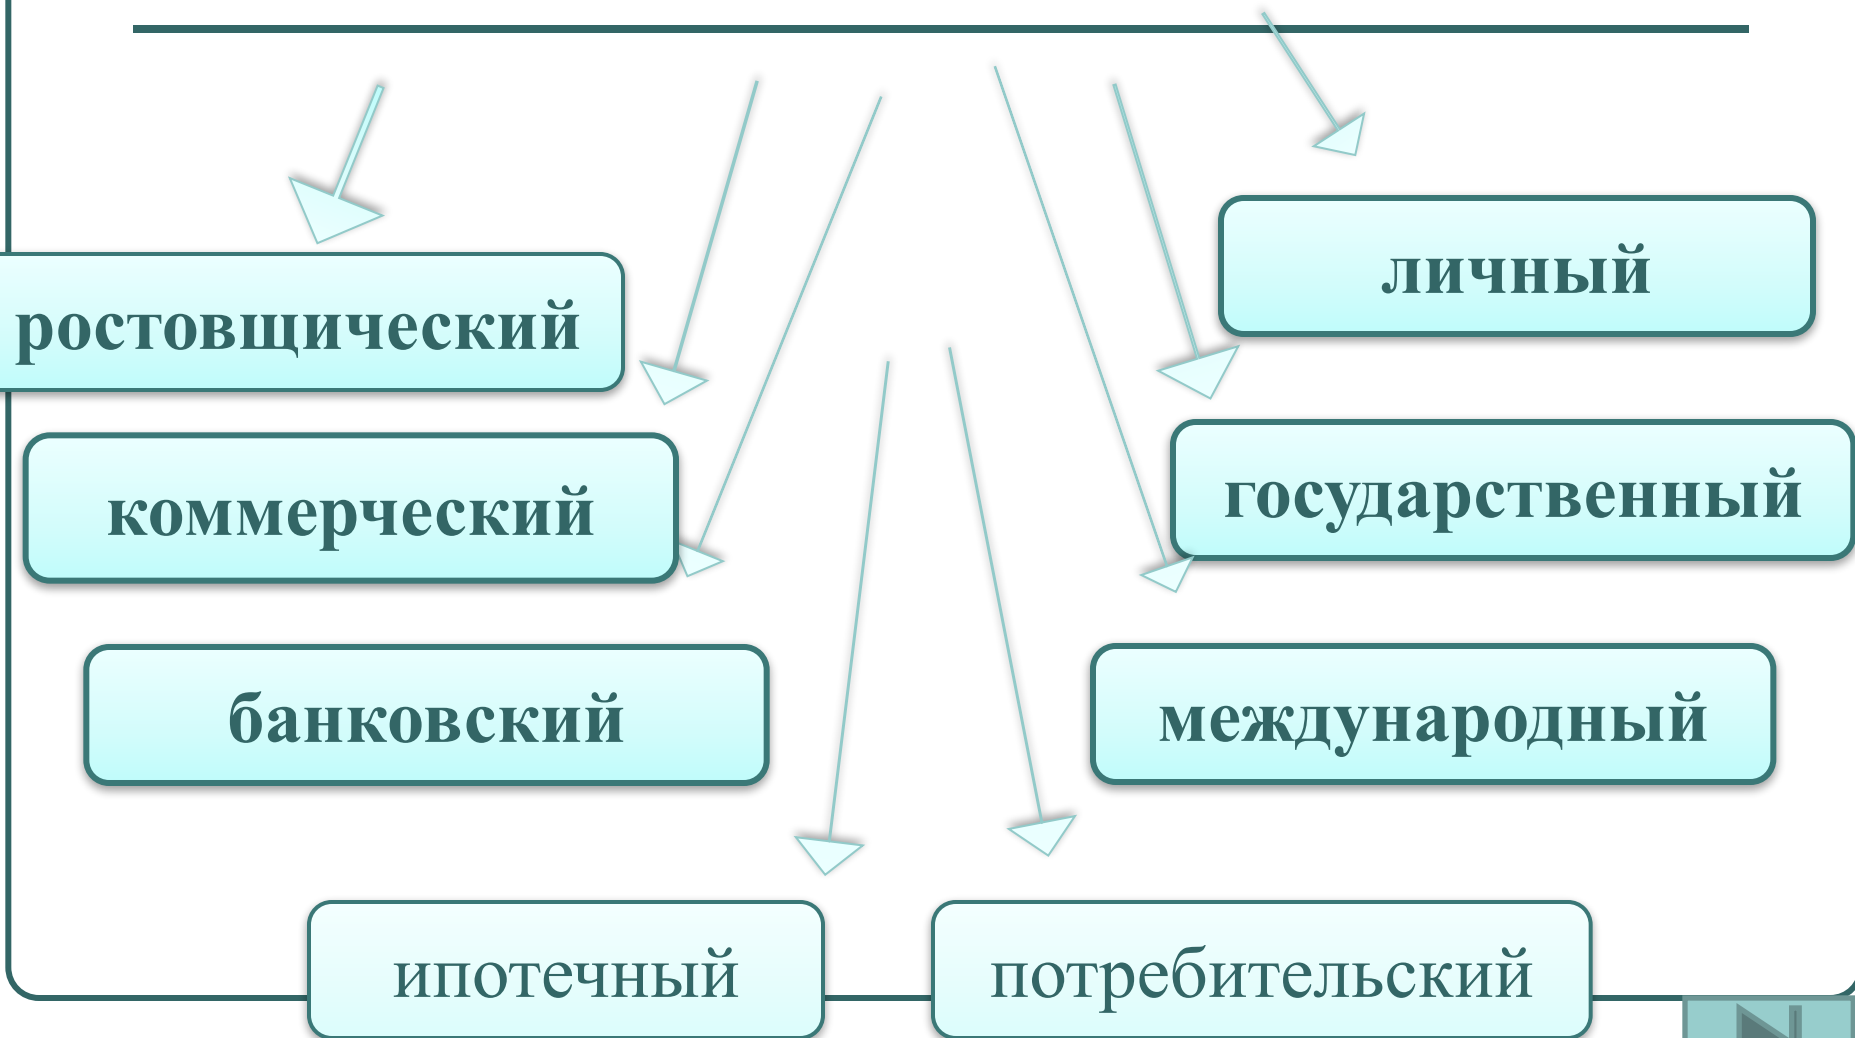 личный
ростовщический
коммерческий
государственный
банковский
международный
ипотечный
потребительский